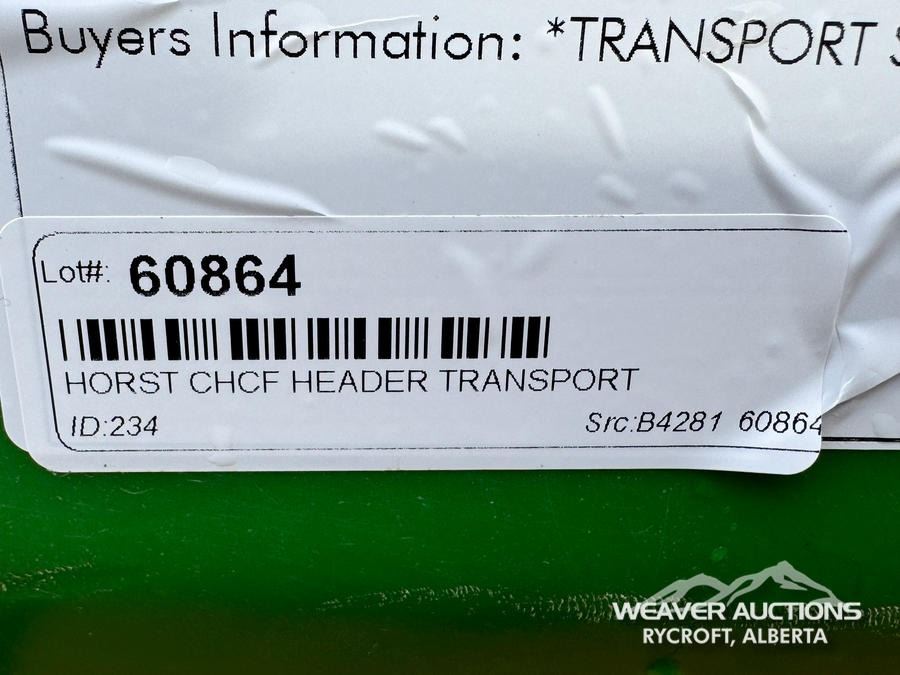 Buyers Information: *TRANSPORT
Lot#: 60864
HORST CHCF HEADER TRANSPORT
ID:234 Src:B4281 60864
WEAVER AUCTIONS
RYCROFT, ALBERTA